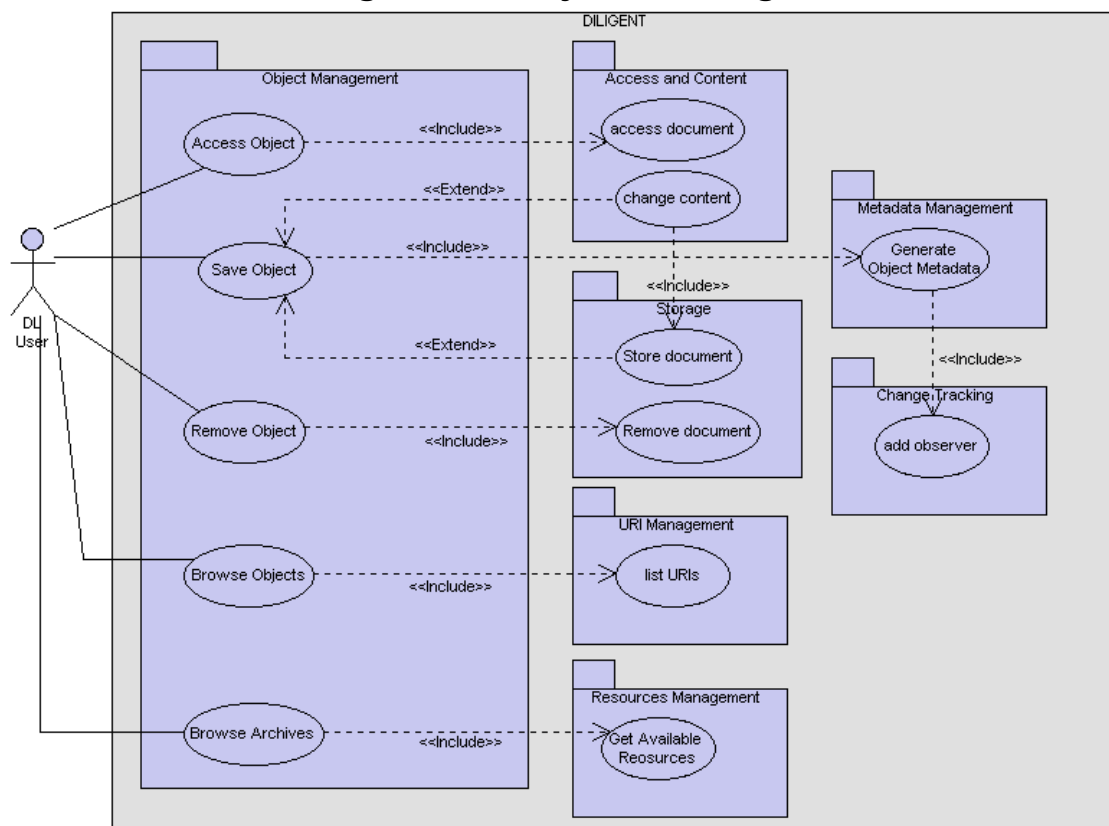 DILIGENT
Object Management
Access and Content
Access Object
<<Include>>
access document
<<Extend>>
change content
Metadata Management
<<Include>>
Generate
Object Metadata
Save Object
<<Include>>
Storage
DL
User
<<Extend>>
Store document
<<Include>>
Change Tracking
Remove Object
<<Include>>
Remove document
add observer
URI Management
Browse Objects
<<Include>>
list URIs
Resources Management
Browse Archives
<<Include>>
Get Available
Reosurces